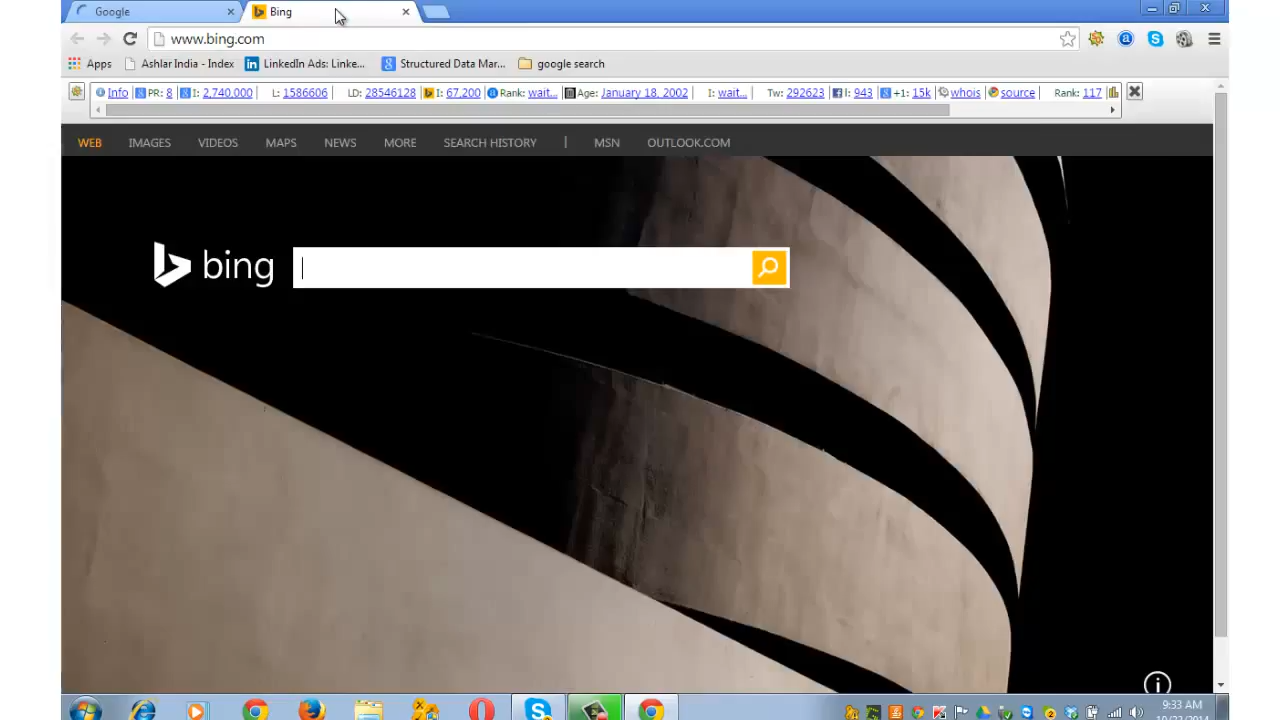 Google
Bing
www.bing.com
Apps Ashlar India - Index LinkedIn Ads: Linke... Structured Data Mar... google search
Info PR: 8 I: 2,740,000 L: 1586606 LD: 28546128 I: 67,200 Rank: wait... Age: January 18, 2002 I: wait... Tw: 292623 I: 943 +1: 15k whois source Rank: 117
WEB IMAGES VIDEOS MAPS NEWS MORE SEARCH HISTORY | MSN OUTLOOK.COM
bing
9:33 AM